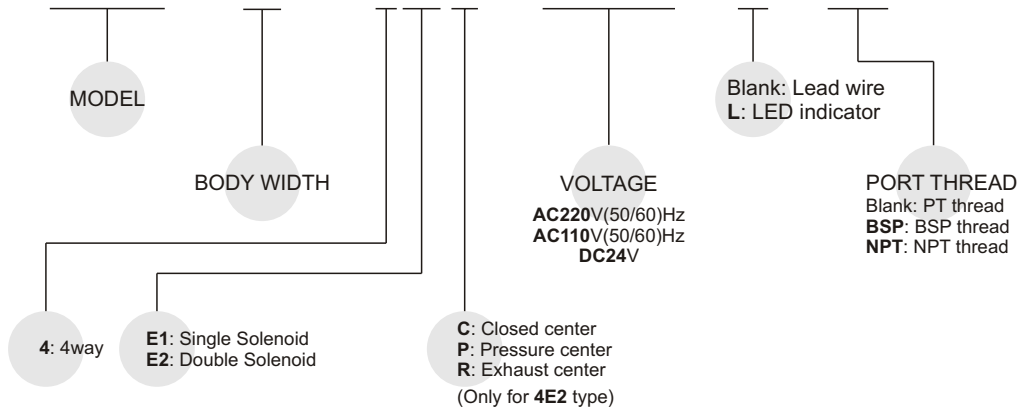 MODEL
BODY WIDTH
4: 4way
E1: Single Solenoid
E2: Double Solenoid
C: Closed center
P: Pressure center
R: Exhaust center
(Only for 4E2 type)
VOLTAGE
AC220V(50/60)Hz
AC110V(50/60)Hz
DC24V
Blank: Lead wire
L: LED indicator
PORT THREAD
Blank: PT thread
BSP: BSP thread
NPT: NPT thread